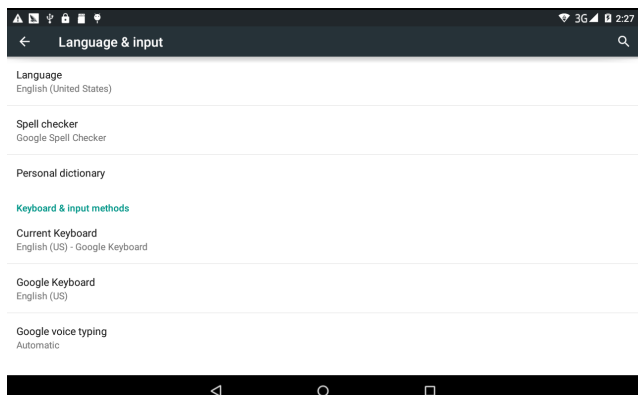 3G 2:27
Language & input
Language
English (United States)
Spell checker
Google Spell Checker
Personal dictionary
Keyboard & input methods
Current Keyboard
English (US) - Google Keyboard
Google Keyboard
English (US)
Google voice typing
Automatic